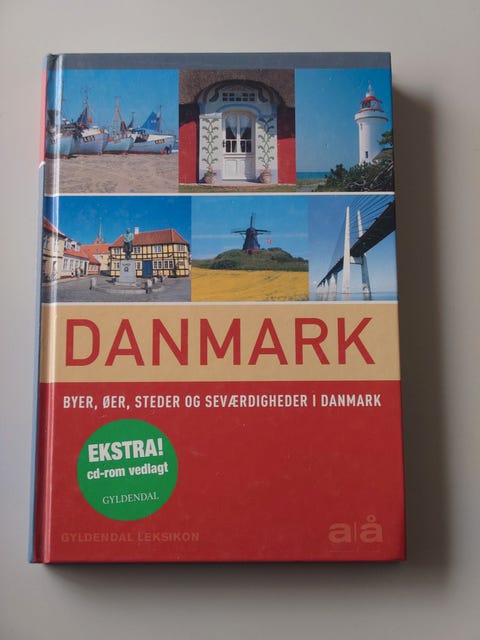 DANMARK
BYER, ØER, STEDER OG SEVÆRDIGHEDER I DANMARK
EKSTRA!
cd-rom vedlagt
GYLDENDAL
GYLDENDAL LEKSIKON
a|å